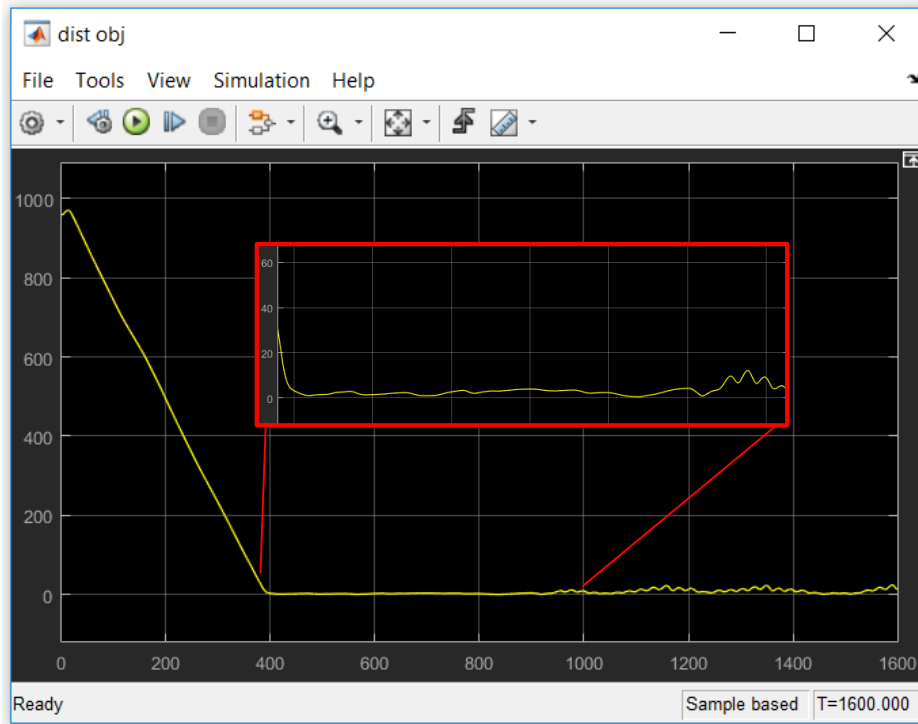 dist obj
File Tools View Simulation Help
1000
800
600
400
200
0
60
40
20
0
0 200 400 600 800 1000 1200 1400 1600
Ready Sample based T=1600.000